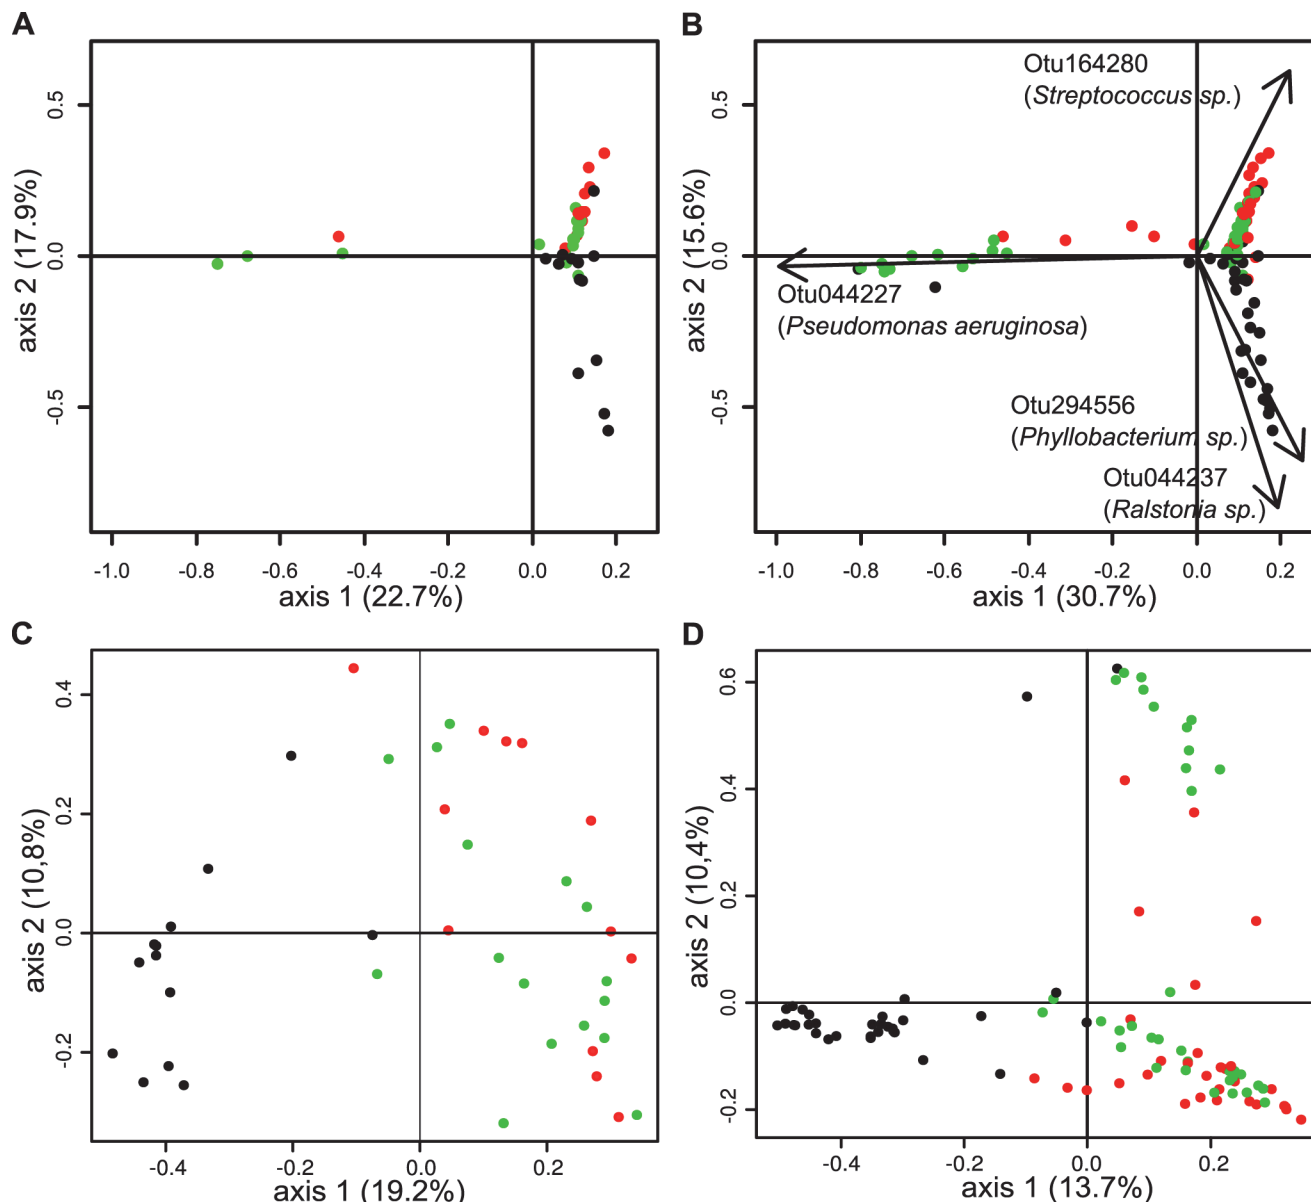 A
axis 2 (17.9%)
0.5
0.0
-0.5
-1.0
-0.8
-0.6
-0.4
-0.2
0.0
0.2
axis 1 (22.7%)
B
axis 2 (15.6%)
0.5
0.0
-0.5
Otu164280
(Streptococcus sp.)
Otu044227
(Pseudomonas aeruginosa)
Otu294556
(Phyllobacterium sp.)
Otu044237
(Ralstonia sp.)
-1.0
-0.8
-0.6
-0.4
-0.2
0.0
0.2
axis 1 (30.7%)
C
axis 2 (10,8%)
0.4
0.2
0.0
-0.2
-0.4
-0.2
0.0
0.2
axis 1 (19.2%)
D
axis 2 (10,4%)
0.6
0.4
0.2
0.0
-0.2
-0.4
-0.2
0.0
0.2
axis 1 (13.7%)